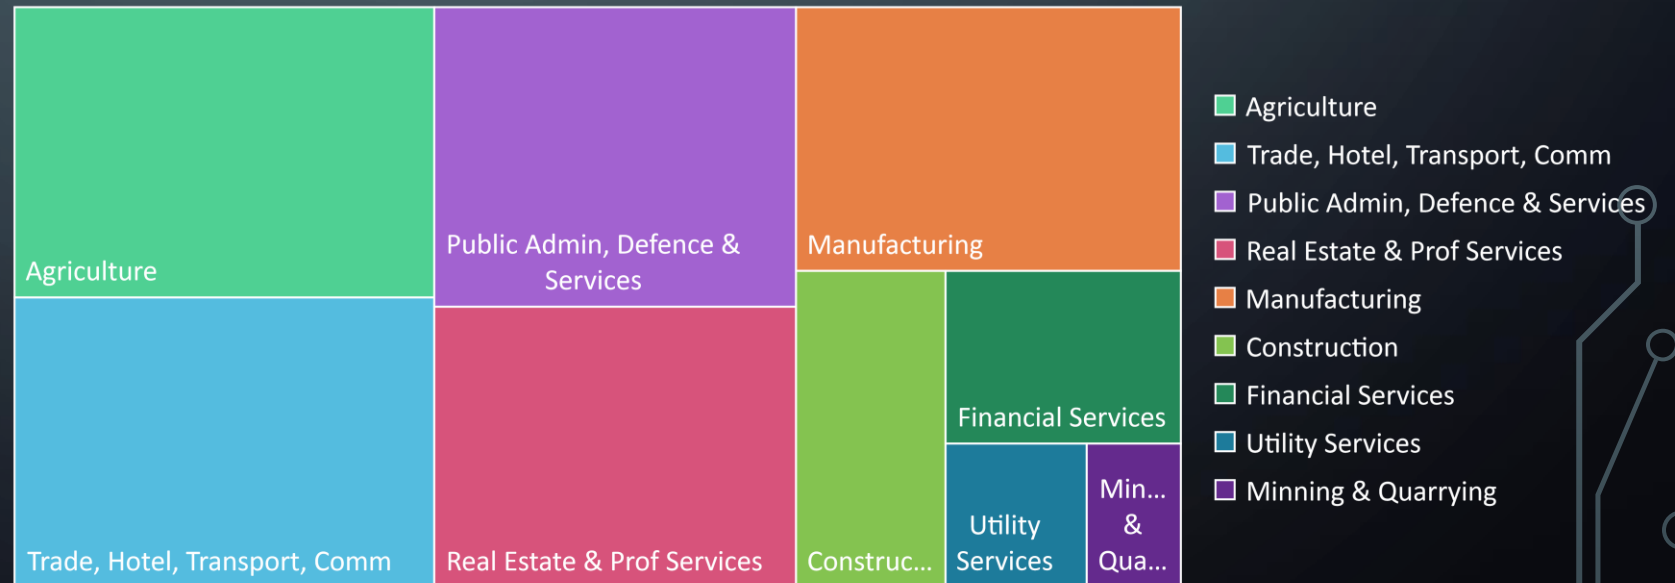 Agriculture
Public Admin, Defence &
Services
Manufacturing
Trade, Hotel, Transport, Comm
Real Estate & Prof Services
Construc...
Financial Services
Utility
Services
Min...
&
Qua...
Agriculture
Trade, Hotel, Transport, Comm
Public Admin, Defence & Services
Real Estate & Prof Services
Manufacturing
Construction
Financial Services
Utility Services
Minning & Quarrying